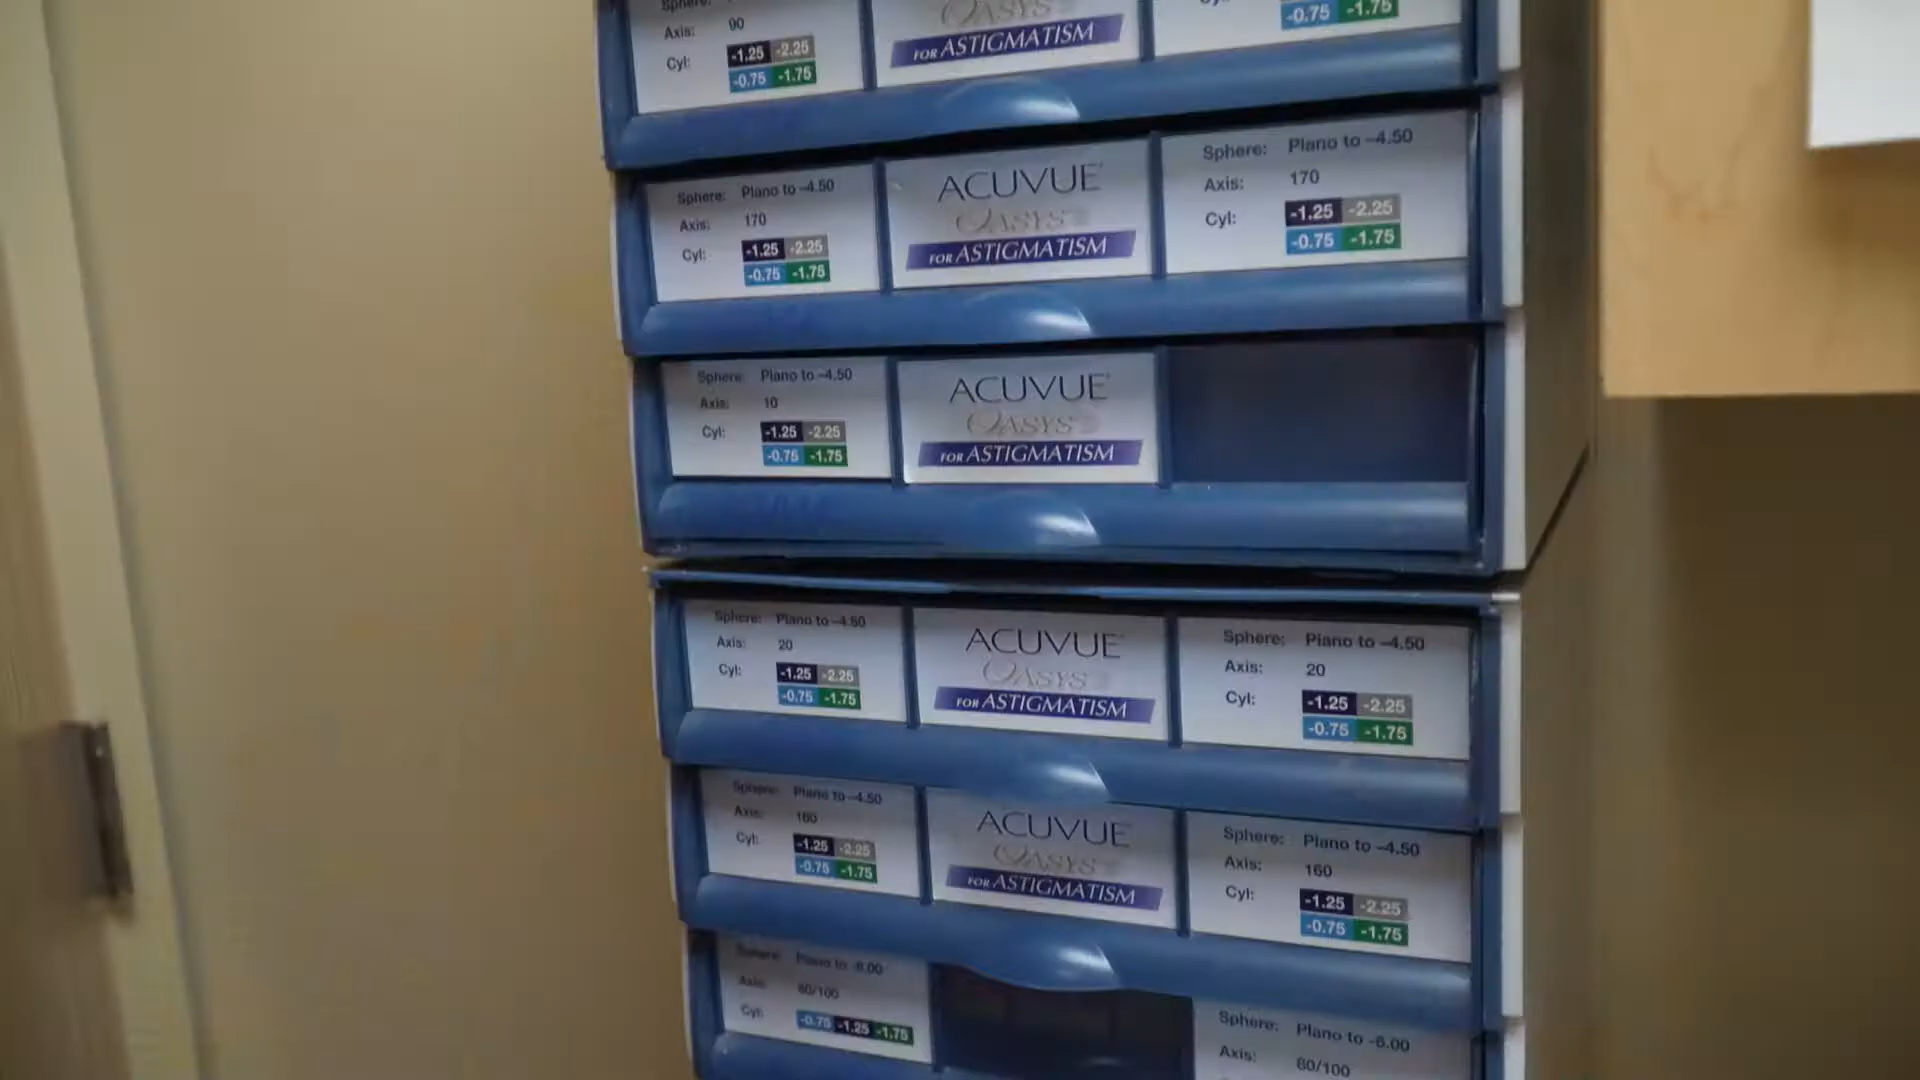 Sphere:
Axis: 90
Cyl: -1.25 -2.25
-0.75 -1.75
OASYS
FOR ASTIGMATISM
-0.75 -1.75
Sphere: Plano to -4.50
Axis: 170
Cyl: -1.25 -2.25
-0.75 -1.75
ACUVUE
OASYS
FOR ASTIGMATISM
Sphere: Plano to -4.50
Axis: 170
Cyl: -1.25 -2.25
-0.75 -1.75
Sphere: Plano to -4.50
Axis: 10
Cyl: -1.25 -2.25
-0.75 -1.75
ACUVUE
OASYS
FOR ASTIGMATISM
Sphere: Plano to -4.50
Axis: 20
Cyl: -1.25 -2.25
-0.75 -1.75
ACUVUE
OASYS
FOR ASTIGMATISM
Sphere: Plano to -4.50
Axis: 20
Cyl: -1.25 -2.25
-0.75 -1.75
Sphere: Plano to -4.50
Axis: 160
Cyl: -1.25 -2.25
-0.75 -1.75
ACUVUE
OASYS
FOR ASTIGMATISM
Sphere: Plano to -4.50
Axis: 160
Cyl: -1.25 -2.25
-0.75 -1.75
Sphere: Plano to -6.00
Axis: 80/100
Cyl: -0.75 -1.25 -1.75
Sphere: Plano to -6.00
Axis: 80/100